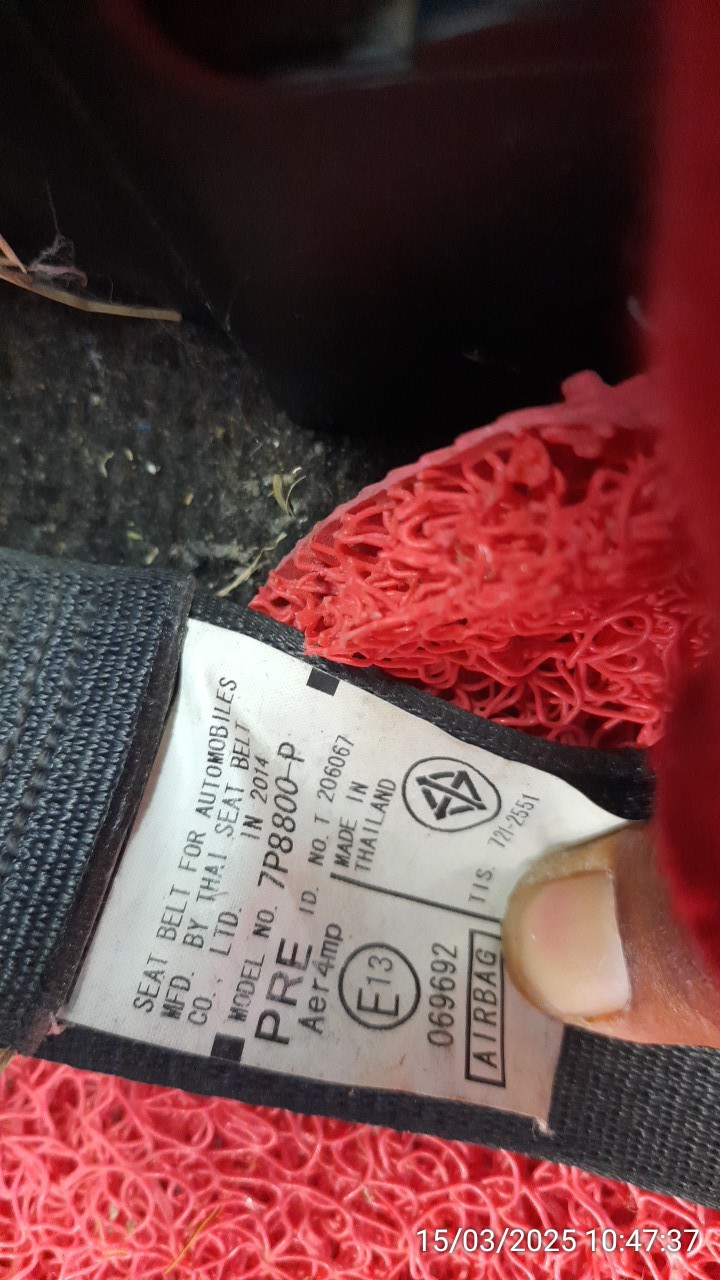 SEAT BELT FOR AUTOMOBILES
MFD. BY THAI SEAT BELT
CO., LTD. IN 2014
MODEL NO. 7P8800-P
PRE ID. NO. T 206067
Aer4mp
MADE IN
THAILAND
E13
069692
TIS. 721-2551
AIRBAG
15/03/2025 10:47:37